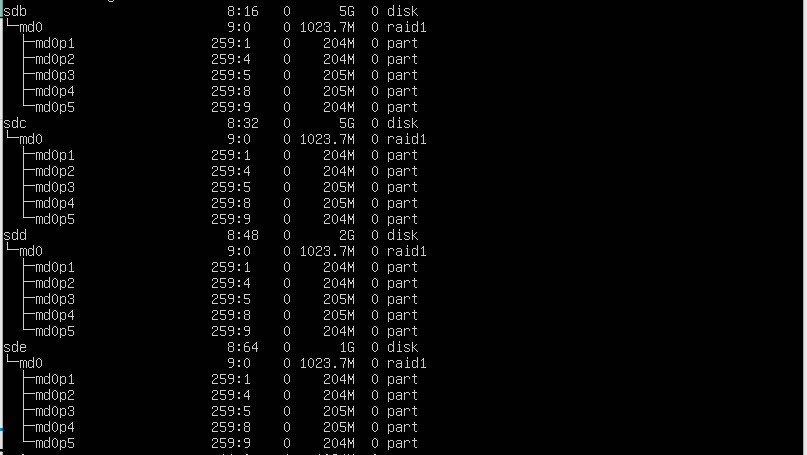 sdb 8:16 0 5G 0 disk
└─md0 9:0 0 1023.7M 0 raid1
├─md0p1 259:1 0 204M 0 part
├─md0p2 259:4 0 204M 0 part
├─md0p3 259:5 0 205M 0 part
├─md0p4 259:8 0 205M 0 part
└─md0p5 259:9 0 204M 0 part
sdc 8:32 0 5G 0 disk
└─md0 9:0 0 1023.7M 0 raid1
├─md0p1 259:1 0 204M 0 part
├─md0p2 259:4 0 204M 0 part
├─md0p3 259:5 0 205M 0 part
├─md0p4 259:8 0 205M 0 part
└─md0p5 259:9 0 204M 0 part
sdd 8:48 0 2G 0 disk
└─md0 9:0 0 1023.7M 0 raid1
├─md0p1 259:1 0 204M 0 part
├─md0p2 259:4 0 204M 0 part
├─md0p3 259:5 0 205M 0 part
├─md0p4 259:8 0 205M 0 part
└─md0p5 259:9 0 204M 0 part
sde 8:64 0 1G 0 disk
└─md0 9:0 0 1023.7M 0 raid1
├─md0p1 259:1 0 204M 0 part
├─md0p2 259:4 0 204M 0 part
├─md0p3 259:5 0 205M 0 part
├─md0p4 259:8 0 205M 0 part
└─md0p5 259:9 0 204M 0 part